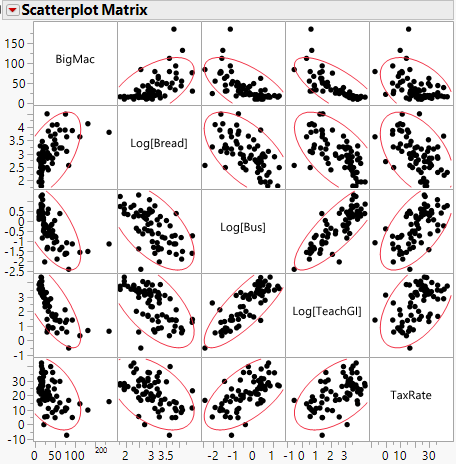 Scatterplot Matrix
150
100
50
0
BigMac
4
3.5
3
2.5
2
Log[Bread]
0.5
0
-0.5
-1
-1.5
-2.5
Log[Bus]
3
2
1
0
-1
Log[TeachGI]
30
20
10
0
-10
TaxRate
0 50 100 200
2 3 3.5
-2 -1 0 1
-1 0 1 2 3
0 10 30